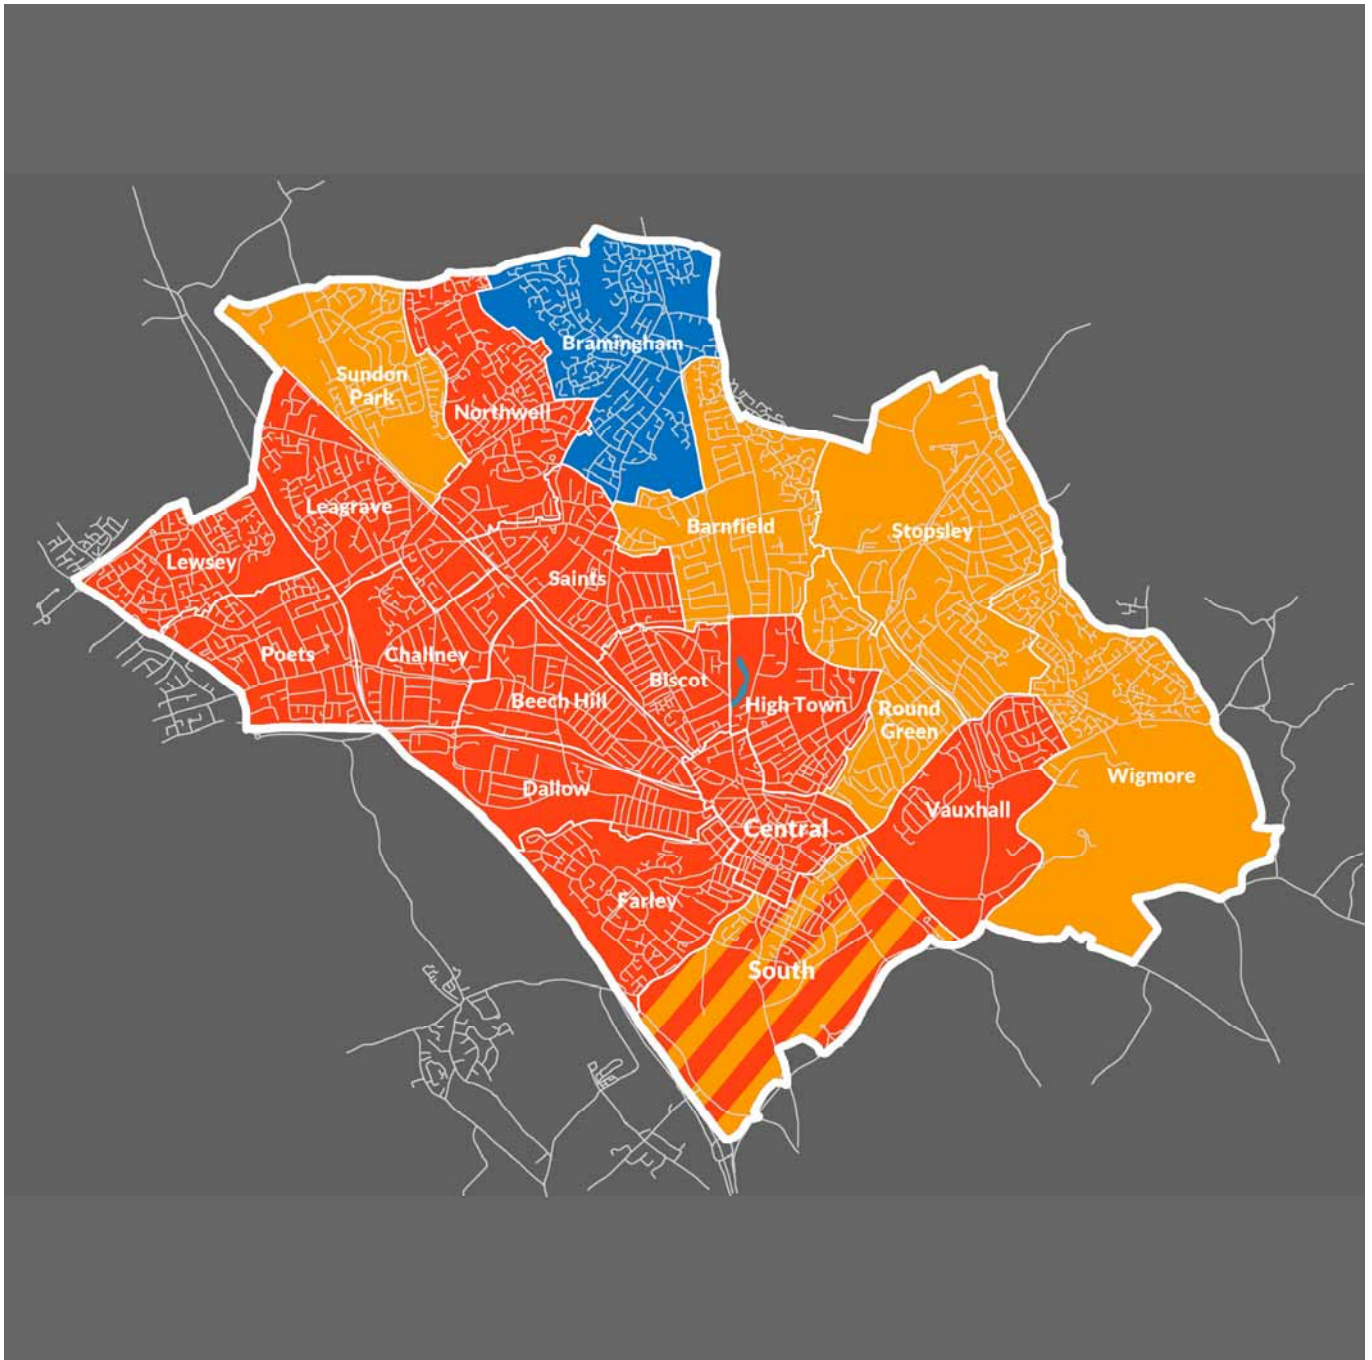 Bramingham
Sundon
Park
Northwell
Leagrave
Barnfield
Stopsley
Lewsey
Saints
Poets
Challney
Biscot
Beech Hill
High Town
Round
Green
Wigmore
Dallow
Vauxhall
Central
Farley
South